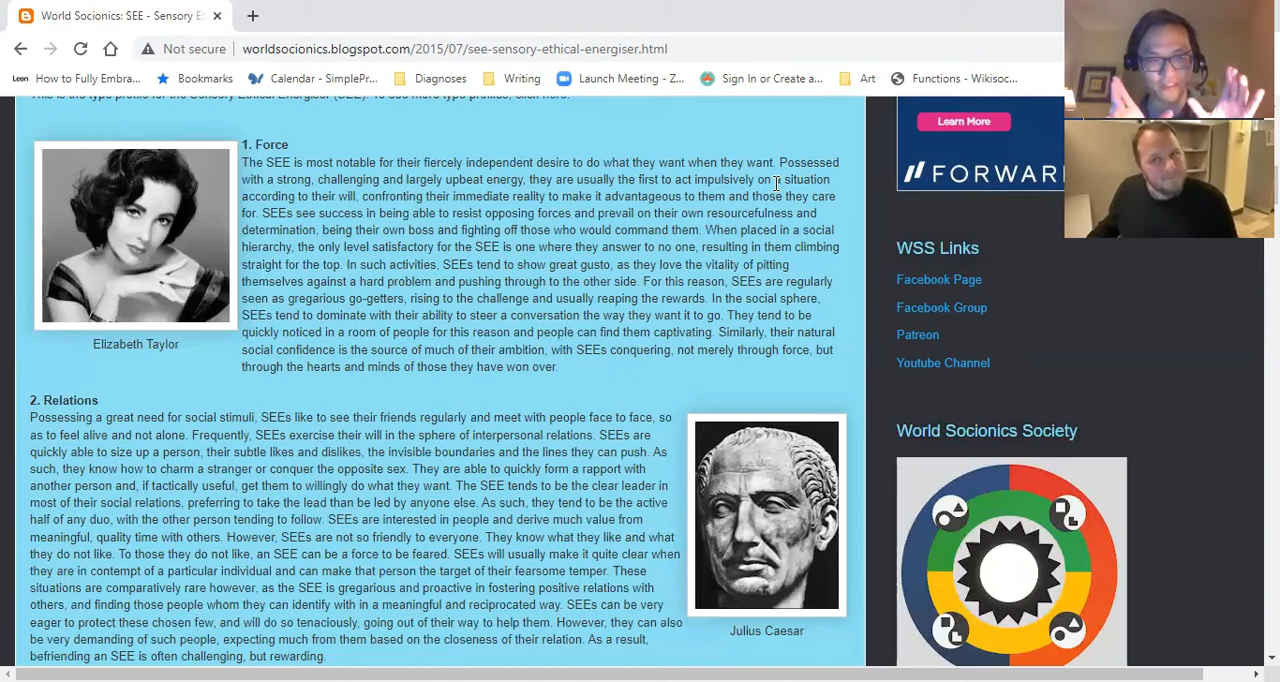 World Socionics: SEE - Sensory E
Not secure
worldsocionics.blogspot.com/2015/07/see-sensory-ethical-energiser.html
Leon
How to Fully Embra...
Bookmarks
Calendar - SimplePr...
Diagnoses
Writing
Launch Meeting - Z...
Sign In or Create a...
Art
Functions - Wikisoc...
This is the type profile for the Sensory Ethical Energiser (SEE). To see more type profiles, click here.
1. Force
The SEE is most notable for their fiercely independent desire to do what they want when they want. Possessed
with a strong, challenging and largely upbeat energy, they are usually the first to act impulsively on a situation
according to their will, confronting their immediate reality to make it advantageous to them and those they care
for. SEEs see success in being able to resist opposing forces and prevail on their own resourcefulness and
determination, being their own boss and fighting off those who would command them. When placed in a social
hierarchy, the only level satisfactory for the SEE is one where they answer to no one, resulting in them climbing
straight for the top. In such activities, SEEs tend to show great gusto, as they love the vitality of pitting
themselves against a hard problem and pushing through to the other side. For this reason, SEEs are regularly
seen as gregarious go-getters, rising to the challenge and usually reaping the rewards. In the social sphere,
SEEs tend to dominate with their ability to steer a conversation the way they want it to go. They tend to be
quickly noticed in a room of people for this reason and people can find them captivating. Similarly, their natural
social confidence is the source of much of their ambition, with SEEs conquering, not merely through force, but
through the hearts and minds of those they have won over.
Elizabeth Taylor
2. Relations
Possessing a great need for social stimuli, SEEs like to see their friends regularly and meet with people face to face, so
as to feel alive and not alone. Frequently, SEEs exercise their will in the sphere of interpersonal relations. SEEs are
quickly able to size up a person, their subtle likes and dislikes, the invisible boundaries and the lines they can push. As
such, they know how to charm a stranger or conquer the opposite sex. They are able to quickly form a rapport with
another person and, if tactically useful, get them to willingly do what they want. The SEE tends to be the clear leader in
most of their social relations, preferring to take the lead than be led by anyone else. As such, they tend to be the active
half of any duo, with the other person tending to follow. SEEs are interested in people and derive much value from
meaningful, quality time with others. However, SEEs are not so friendly to everyone. They know what they like and what
they do not like. To those they do not like, an SEE can be a force to be feared. SEEs will usually make it quite clear when
they are in contempt of a particular individual and can make that person the target of their fearsome temper. These
situations are comparatively rare however, as the SEE is gregarious and proactive in fostering positive relations with
others, and finding those people whom they can identify with in a meaningful and reciprocated way. SEEs can be very
eager to protect these chosen few, and will do so tenaciously, going out of their way to help them. However, they can also
be very demanding of such people, expecting much from them based on the closeness of their relation. As a result,
befriending an SEE is often challenging, but rewarding.
Julius Caesar
Learn More
FORWARD
WSS Links
Facebook Page
Facebook Group
Patreon
Youtube Channel
World Socionics Society